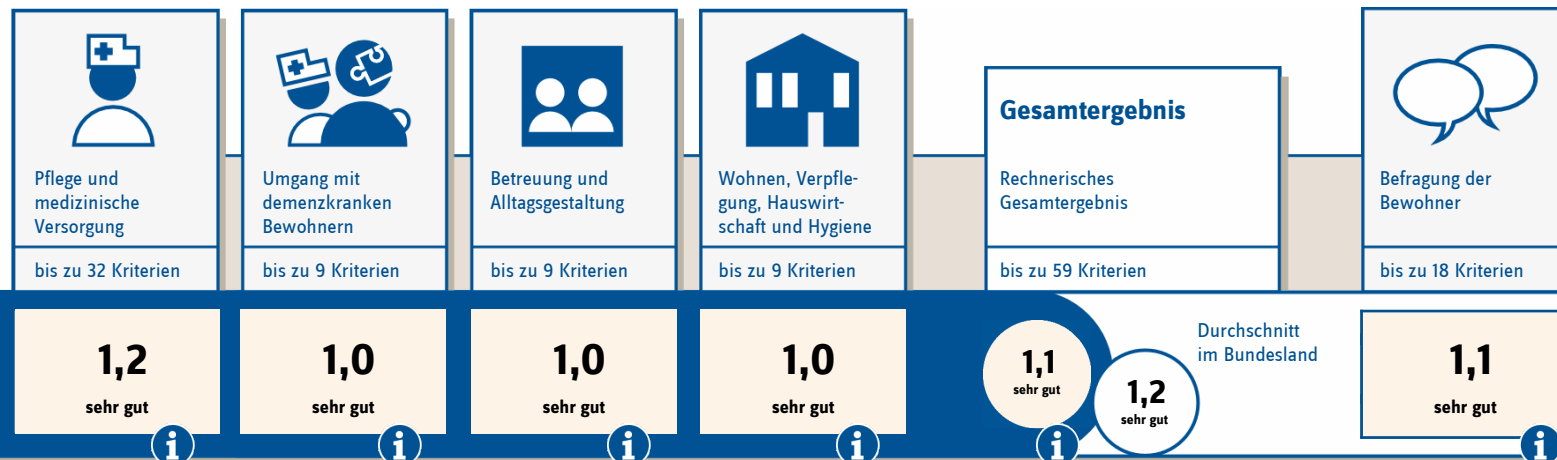 Pflege und
medizinische
Versorgung
bis zu 32 Kriterien
1,2
sehr gut
i
Umgang mit
demenzkranken
Bewohnern
bis zu 9 Kriterien
1,0
sehr gut
i
Betreuung und
Alltagsgestaltung
bis zu 9 Kriterien
1,0
sehr gut
i
Wohnen, Verpfle-
gung, Hauswirt-
schaft und Hygiene
bis zu 9 Kriterien
1,0
sehr gut
i
Gesamtergebnis
Rechnerisches
Gesamtergebnis
bis zu 59 Kriterien
1,1
sehr gut
i
Durchschnitt
im Bundesland
1,2
sehr gut
Befragung der
Bewohner
bis zu 18 Kriterien
1,1
sehr gut
i